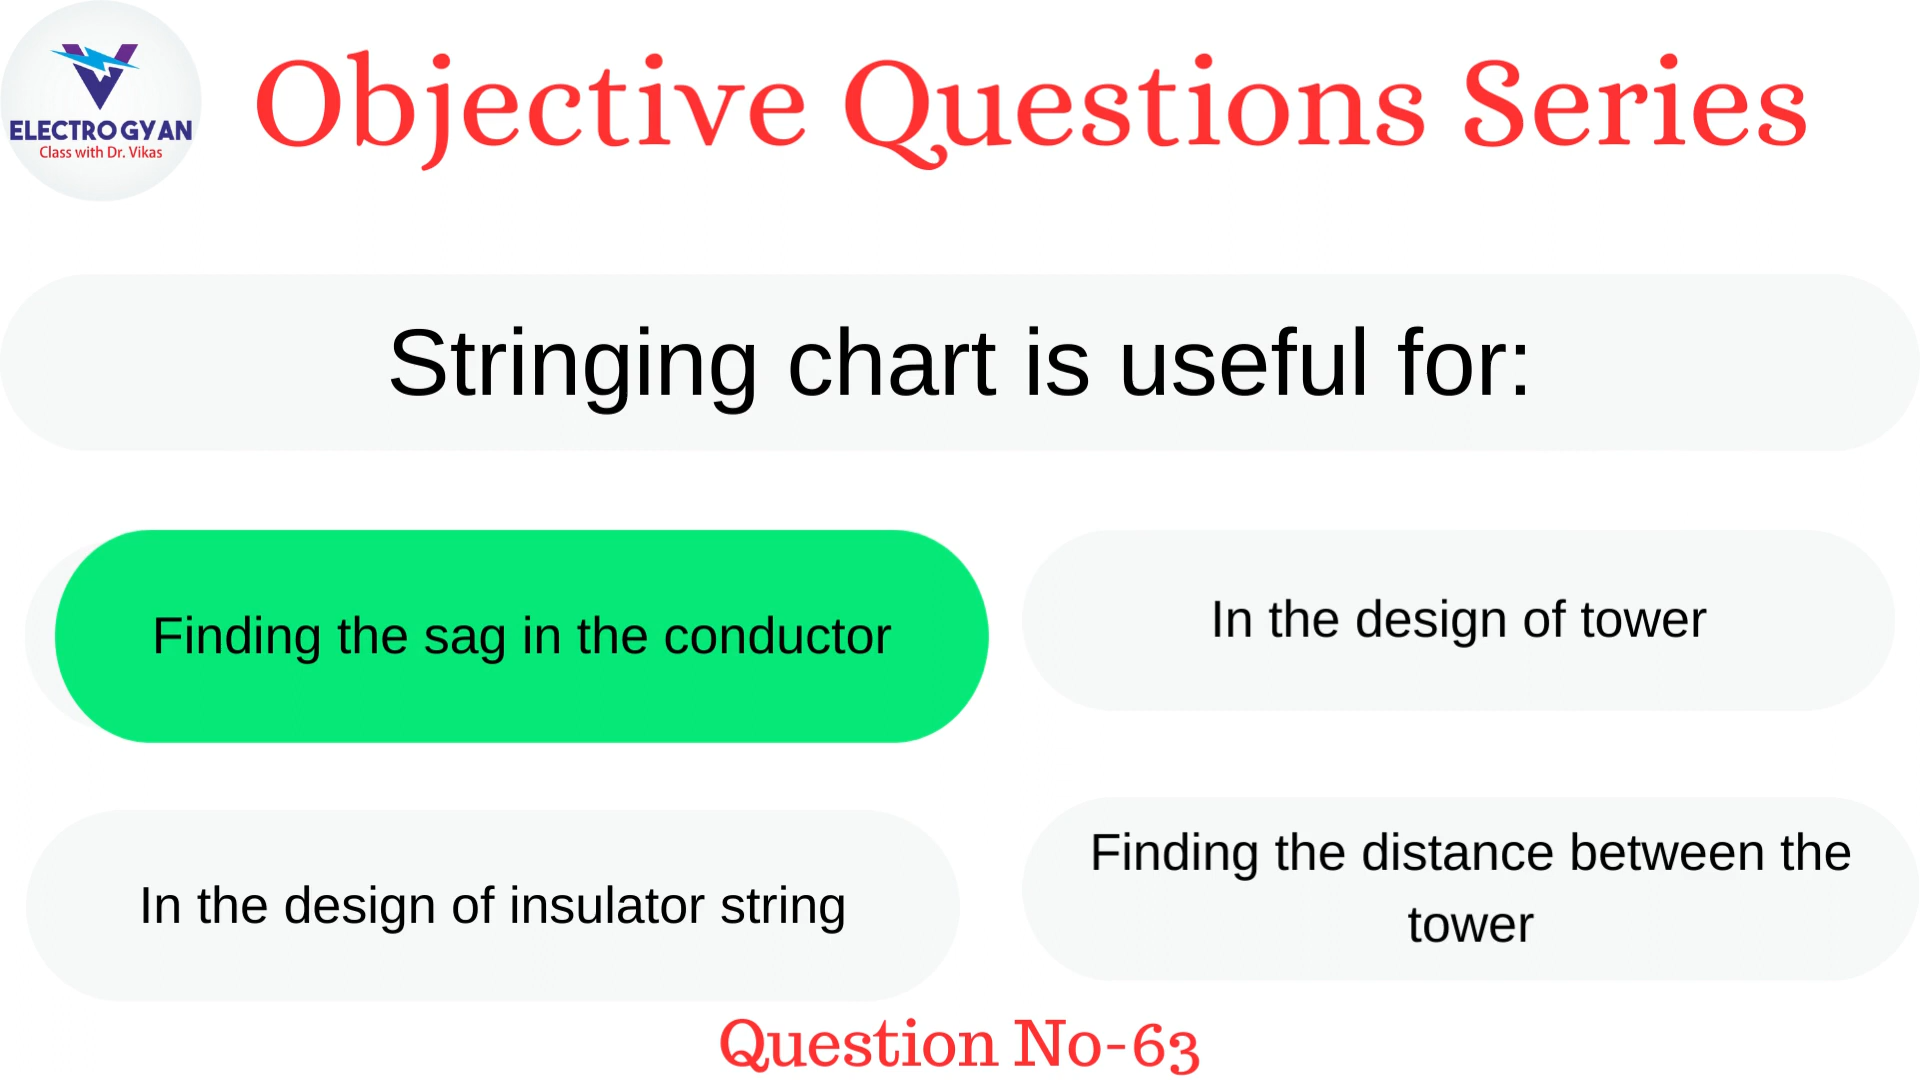 ELECTRO GYAN
Class with Dr. Vikas
Objective Questions Series
Stringing chart is useful for:
Finding the sag in the conductor
In the design of tower
In the design of insulator string
Finding the distance between the
tower
Question No-63